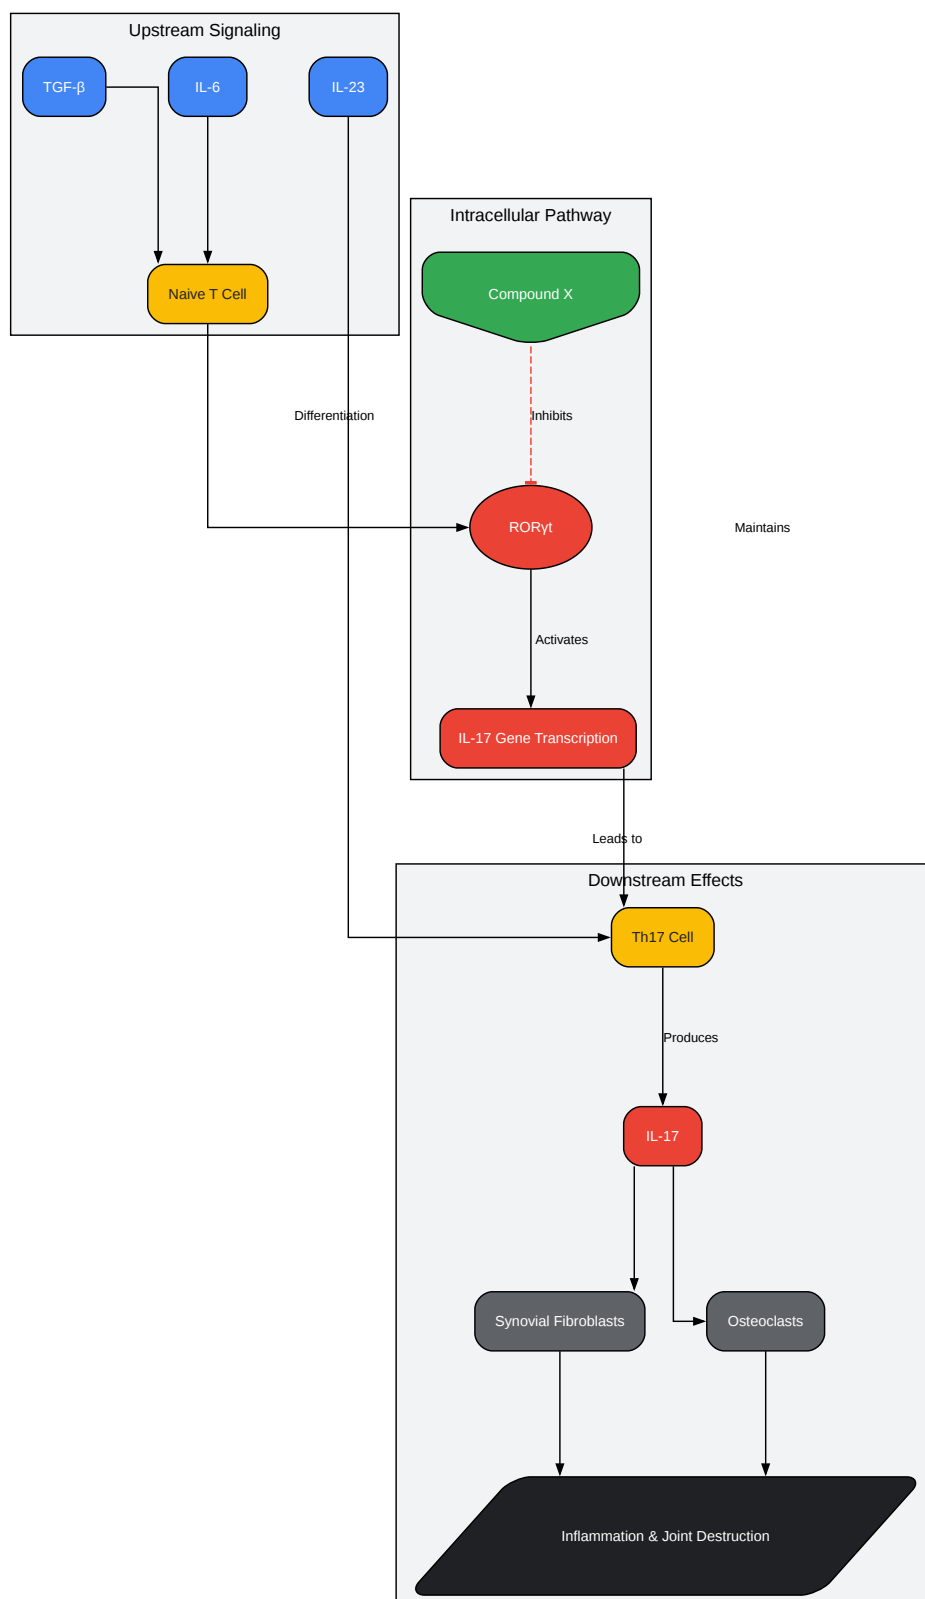 Upstream Signaling
TGF-β
IL-6
IL-23
Naive T Cell
Intracellular Pathway
Compound X
Differentiation
Inhibits
RORγt
Maintains
Activates
IL-17 Gene Transcription
Leads to
Downstream Effects
Th17 Cell
Produces
IL-17
Synovial Fibroblasts
Osteoclasts
Inflammation & Joint Destruction